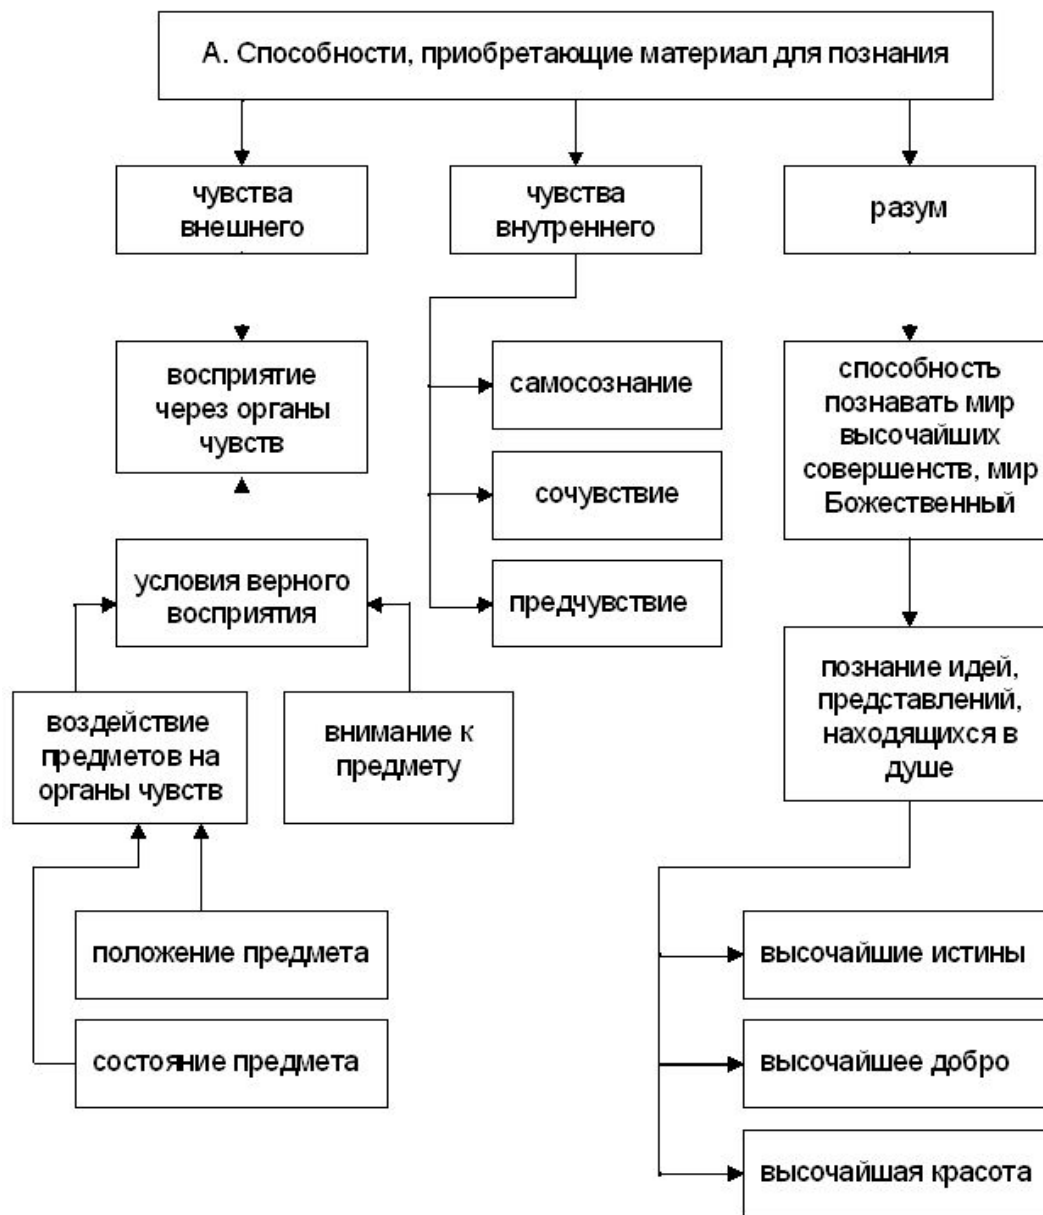 А. Способности, приобретающие материал для познания
чувства
внешнего
чувства
внутреннего
разум
восприятие
через органы
чувств
самосознание
сочувствие
предчувствие
способность
познавать мир
высочайших
совершенств, мир
Божественный
условия верного
восприятия
воздействие
предметов на
органы чувств
внимание к
предмету
познание идей,
представлений,
находящихся в
душе
положение предмета
состояние предмета
высочайшие истины
высочайшее добро
высочайшая красота